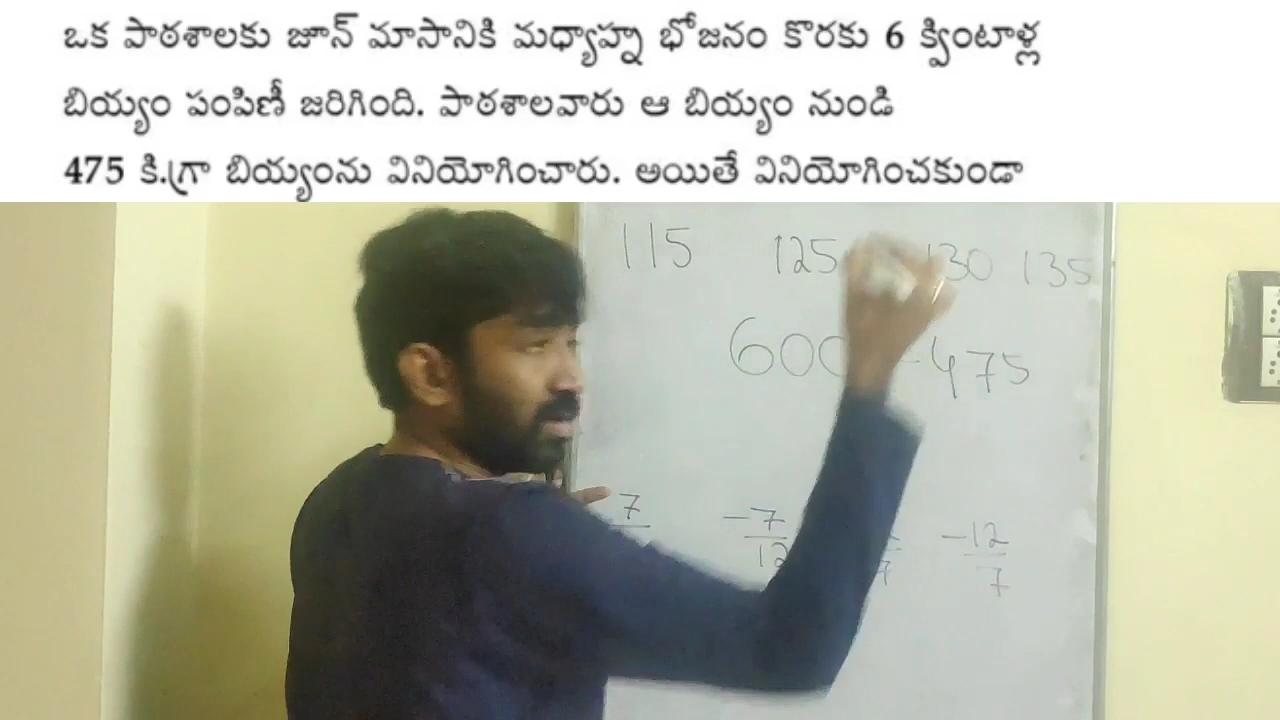 ఒక పాఠశాలకు జూన్ మాసానికి మధ్యాహ్న భోజనం కొరకు 6 క్వింటాళ్ల
బియ్యం పంపిణీ జరిగింది. పాఠశాలవారు ఆ బియ్యం నుండి
475 కి.గ్రా బియ్యంను వినియోగించారు. అయితే వినియోగించకుండా
115 125 130 135
600 - 475
7 -7 -12
12 7 7